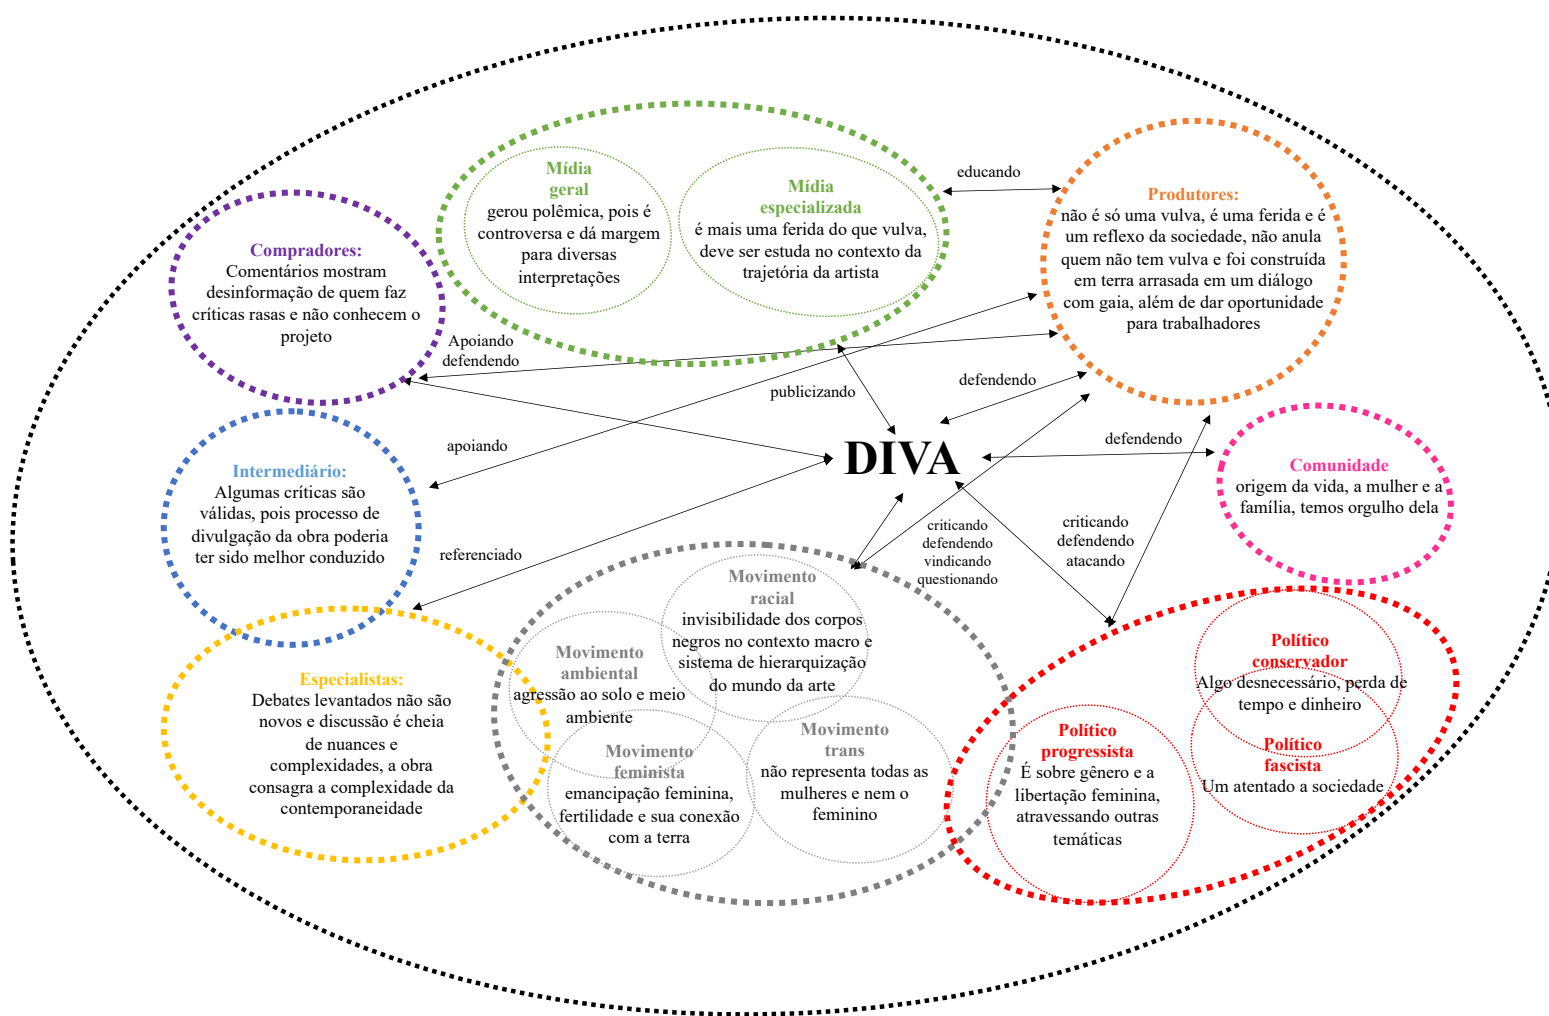 Mídia
geral
gerou polêmica, pois é
controversa e dá margem
para diversas
interpretações
Mídia
especializada
é mais uma ferida do que vulva,
deve ser estuda no contexto da
trajetória da artista
educando
Produtores:
não é só uma vulva, é uma ferida e é
um reflexo da sociedade, não anula
quem não tem vulva e foi construída
em terra arrasada em um diálogo
com gaia, além de dar oportunidade
para trabalhadores
Compradores:
Comentários mostram
desinformação de quem faz
críticas rasas e não conhecem o
projeto
Apoiando
defendendo
publicizando
defendendo
apoiando
DIVA
defendendo
Comunidade
origem da vida, a mulher e a
família, temos orgulho dela
Intermediário:
Algumas críticas são
válidas, pois processo de
divulgação da obra poderia
ter sido melhor conduzido
referenciado
criticando
defendendo
vindicando
questionando
criticando
defendendo
atacando
Especialistas:
Debates levantados não são
novos e discussão é cheia
de nuances e
complexidades, a obra
consagra a complexidade da
contemporaneidade
Movimento
racial
invisibilidade dos corpos
negros no contexto macro e
sistema de hierarquização
do mundo da arte
Movimento
ambiental
agressão ao solo e meio
ambiente
Movimento
feminista
emancipação feminina,
fertilidade e sua conexão
com a terra
Movimento
trans
não representa todas as
mulheres e nem o
feminino
Político
conservador
Algo desnecessário, perda de
tempo e dinheiro
Político
progressista
É sobre gênero e a
libertação feminina,
atravessando outras
temáticas
Político
fascista
Um atentado a sociedade